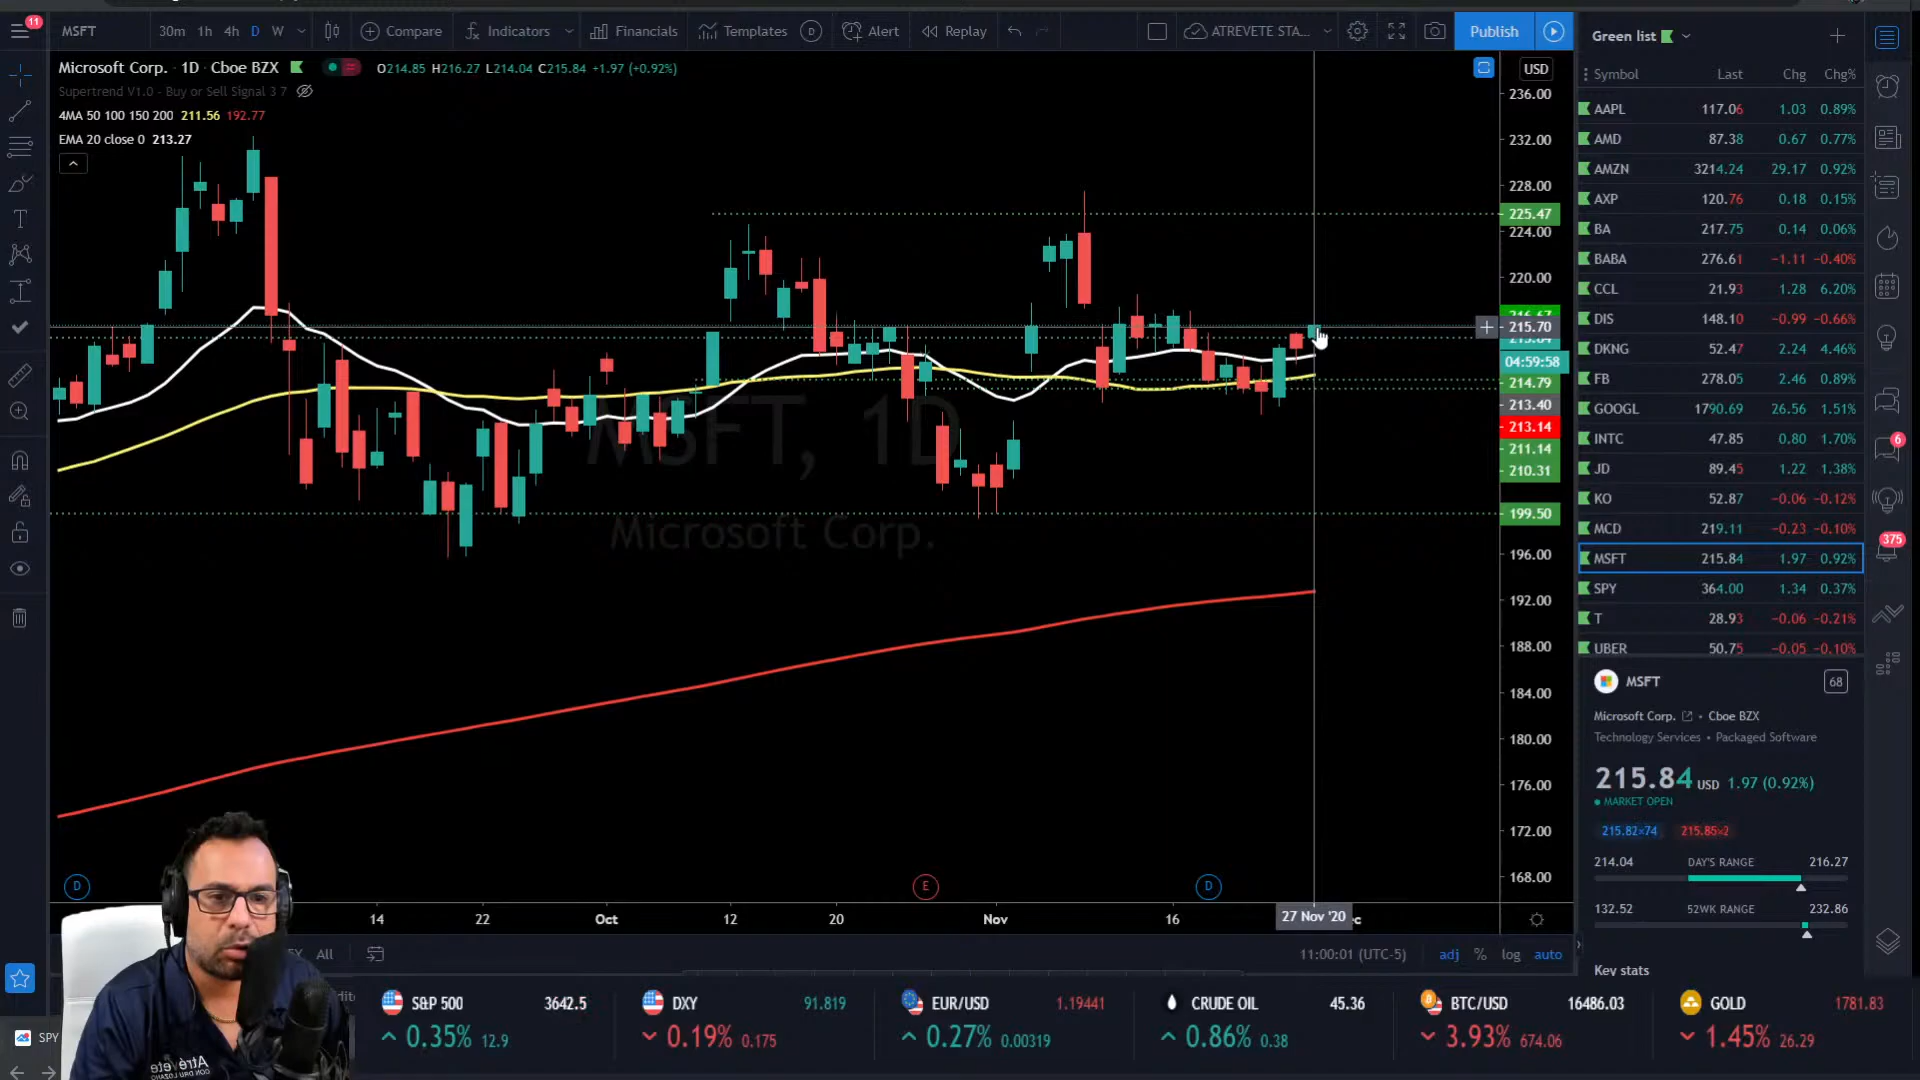 11
MSFT
30m 1h 4h D W
Compare
Indicators
Financials
Templates
D
Alert
Replay
ATREVETE STA...
Publish
Microsoft Corp. · 1D · Cboe BZX
O214.85 H216.27 L214.04 C215.84 +1.97 (+0.92%)
Supertrend V1.0 - Buy or Sell Signal 3 7
4MA 50 100 150 200 211.56 192.77
EMA 20 close 0 213.27
USD
236.00
232.00
228.00
225.47
224.00
220.00
215.70
04:59:58
214.79
213.40
213.14
211.14
210.31
199.50
196.00
192.00
188.00
184.00
180.00
176.00
172.00
168.00
MSFT, 1D
Microsoft Corp.
D
E
D
14
22
Oct
12
20
Nov
16
27 Nov '20
All
11:00:01 (UTC-5)
adj
%
log
auto
Green list
Symbol Last Chg Chg%
AAPL 117.06 1.03 0.89%
AMD 87.38 0.67 0.77%
AMZN 3214.24 29.17 0.92%
AXP 120.76 0.18 0.15%
BA 217.75 0.14 0.06%
BABA 276.61 −1.11 −0.40%
CCL 21.93 1.28 6.20%
DIS 148.10 −0.99 −0.66%
DKNG 52.47 2.24 4.46%
FB 278.05 2.46 0.89%
GOOGL 1790.69 26.56 1.51%
INTC 47.85 0.80 1.70%
JD 89.45 1.22 1.38%
KO 52.87 −0.06 −0.12%
MCD 219.11 −0.23 −0.10%
MSFT 215.84 1.97 0.92%
SPY 364.00 1.34 0.37%
T 28.93 −0.06 −0.21%
UBER 50.75 −0.05 −0.10%
MSFT
68
Microsoft Corp. • Cboe BZX
Technology Services • Packaged Software
215.84 USD 1.97 (0.92%)
MARKET OPEN
215.82×74 215.85×2
214.04 DAY'S RANGE 216.27
132.52 52WK RANGE 232.86
Key stats
6
375
S&P 500 3642.5
0.35% 12.9
DXY 91.819
0.19% 0.175
EUR/USD 1.19441
0.27% 0.00319
CRUDE OIL 45.36
0.86% 0.38
BTC/USD 16486.03
3.93% 674.06
GOLD 1781.83
1.45% 26.29
SPY
Atrévete